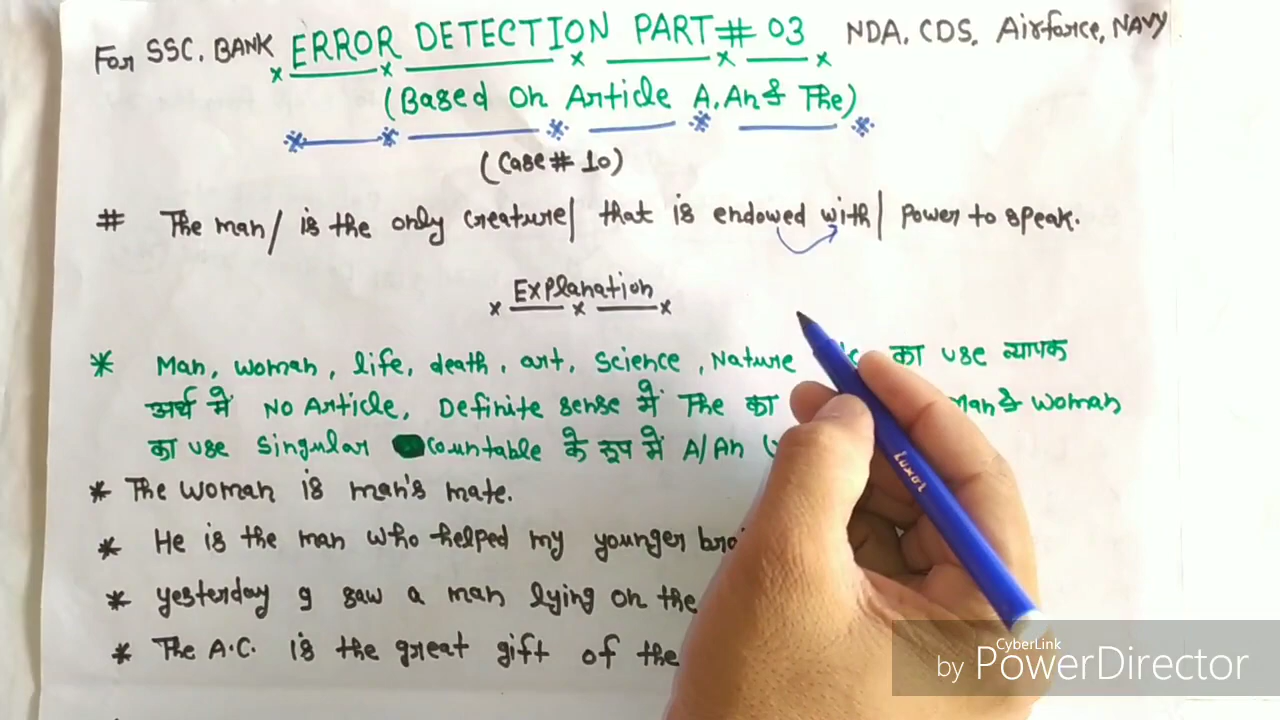 For SSC, BANK ERROR DETECTION PART # 03 NDA, CDS, Airforce, NAVY
(Based On Article A, An & The)
(Case # 10)
# The man/ is the only creature/ that is endowed with/ Power to speak.
Explanation
* Man, woman, life, death, art, Science, Nature का use व्यापक
अर्थ में NO Article, Definite sense में The का man & woman
का use Singular Countable के रूप में A/An
* The woman is man's mate.
* He is the man who helped my younger
* yesterday I saw a man lying on the
* The A.C. is the great gift of the
Luxor
CyberLink
by PowerDirector